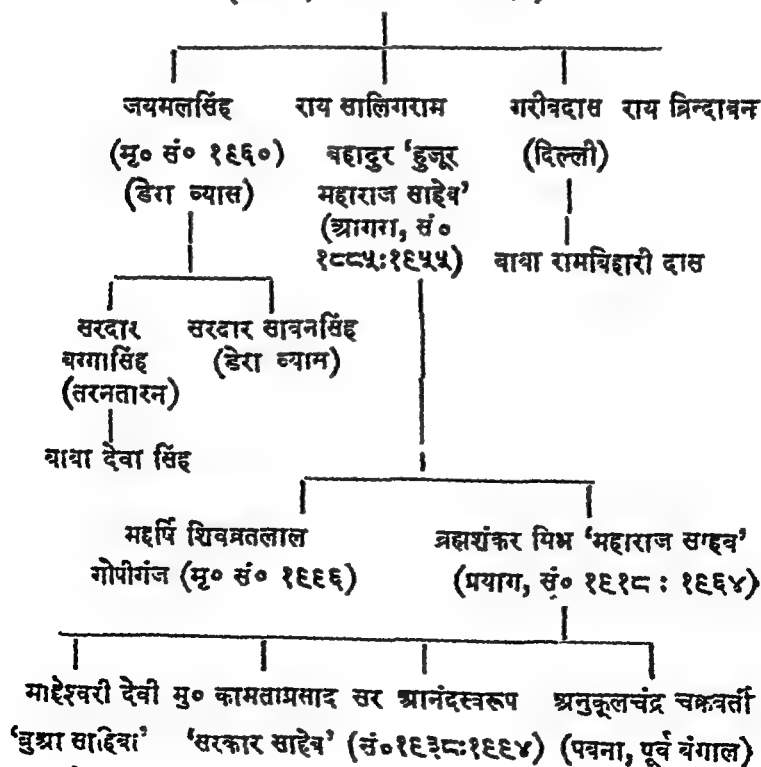 जयमलसिंह राय सालिगराम गरीबदास राय बिन्दाबन
(मृ० सं० १९६०) बहादुर ‘हुजूर (दिल्ली)
(डेरा व्यास) महाराज साहेब’
(आगरा, सं०
१८८५:१९५५) बाबा रामबिहारी दास
सरदार सरदार सावनसिंह
बग्गासिंह (डेरा व्यास)
(तरनतारन)
बाबा देवा सिंह
महर्षि शिवव्रतलाल ब्रह्मशंकर मिश्र ‘महाराज साहब’
गोपीगंज (मृ० सं० १९९६) (प्रयाग, सं० १९१८ : १९६४)
माहेश्वरी देवी मु० कामताप्रसाद सर आनंदस्वरूप अनुकूलचंद्र चक्रवर्ती
‘बुआ साहिबा’ ‘सरकार साहेब’ (सं०१९३८:१९९४) (पबना, पूर्व बंगाल)